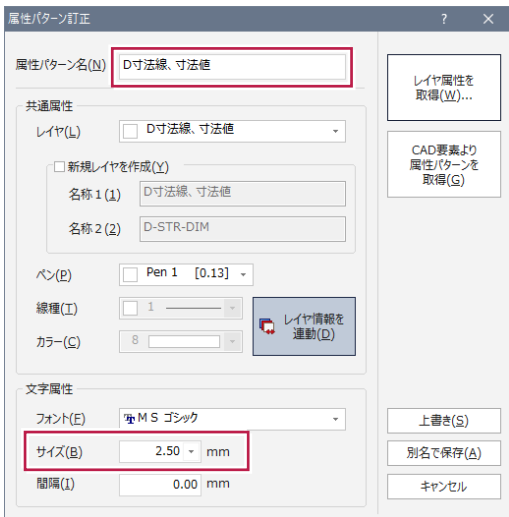 属性パターン訂正 ? ×
属性パターン名(N) D寸法線、寸法値
レイヤ属性を
取得(W)...
共通属性
レイヤ(L) D寸法線、寸法値
CAD要素より
属性パターンを
取得(G)
新規レイヤを作成(Y)
名称1(1) D寸法線、寸法値
名称2(2) D-STR-DIM
ペン(P) Pen 1 [0.13]
線種(T) 1
レイヤ情報を
連動(D)
カラー(C) 8
文字属性
フォント(F) MS ゴシック
上書き(S)
サイズ(B) 2.50 mm
別名で保存(A)
間隔(I) 0.00 mm
キャンセル